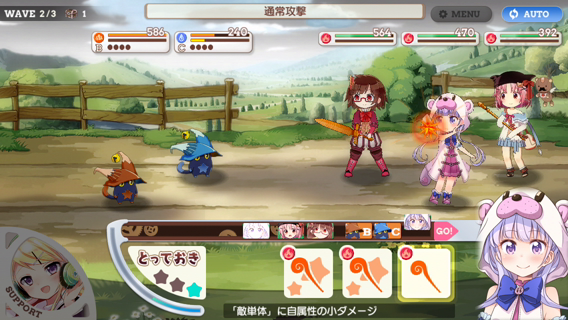 WAVE 2/3 1
通常攻撃
MENU
AUTO
586
B
240
C
564
470
392
B
C
GO!
とっておき
SUPPORT
「敵単体」に自属性の小ダメージ